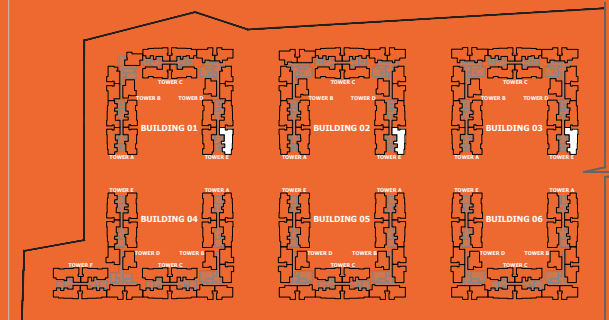 TOWER C TOWER C TOWER C
TOWER B TOWER D TOWER B TOWER D TOWER B TOWER D
BUILDING 01 BUILDING 02 BUILDING 03
TOWER A TOWER E TOWER A TOWER E TOWER A TOWER E
TOWER E TOWER A TOWER E TOWER A TOWER E TOWER A
BUILDING 04 BUILDING 05 BUILDING 06
TOWER D TOWER B TOWER D TOWER B TOWER D TOWER B
TOWER F TOWER C TOWER C TOWER C